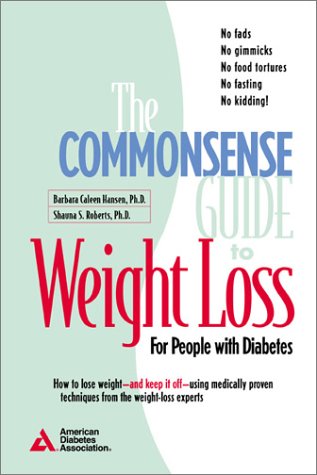 No fads
No gimmicks
No food tortures
No fasting
No kidding!
The
COMMONSENSE
Barbara Caleen Hansen, Ph.D.
Shauna S. Roberts, Ph.D.
GUIDE
to
Weight Loss
For People with Diabetes
How to lose weight—and keep it off—using medically proven
techniques from the weight-loss experts
American
Diabetes
Association®